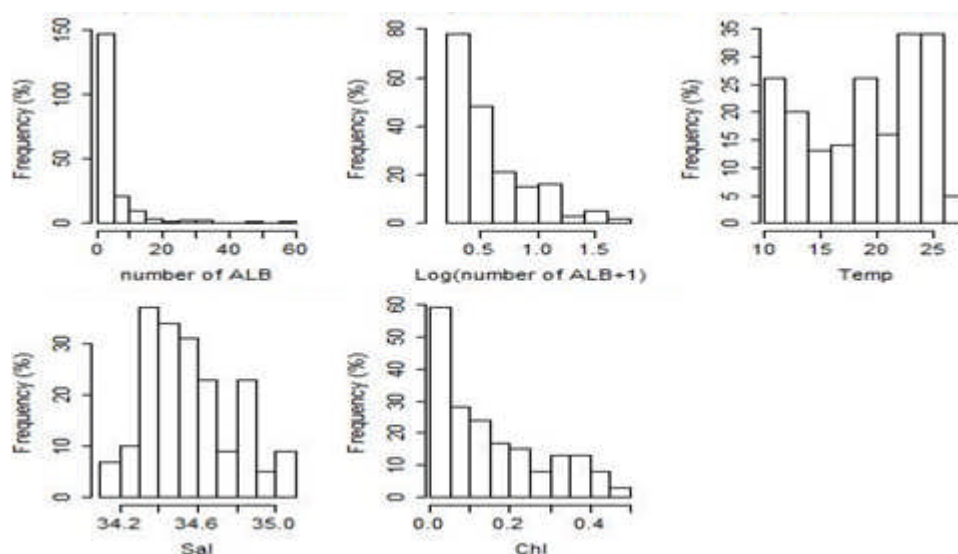 Frequency (%)
0 50 100 150
0 20 40 60
number of ALB
Frequency (%)
0 20 40 60 80
0.5 1.0 1.5
Log(number of ALB+1)
Frequency (%)
0 5 10 15 20 25 30 35
10 15 20 25
Temp
Frequency (%)
0 10 20 30
34.2 34.6 35.0
Sal
Frequency (%)
0 10 20 30 40 50 60
0.0 0.2 0.4
Chl